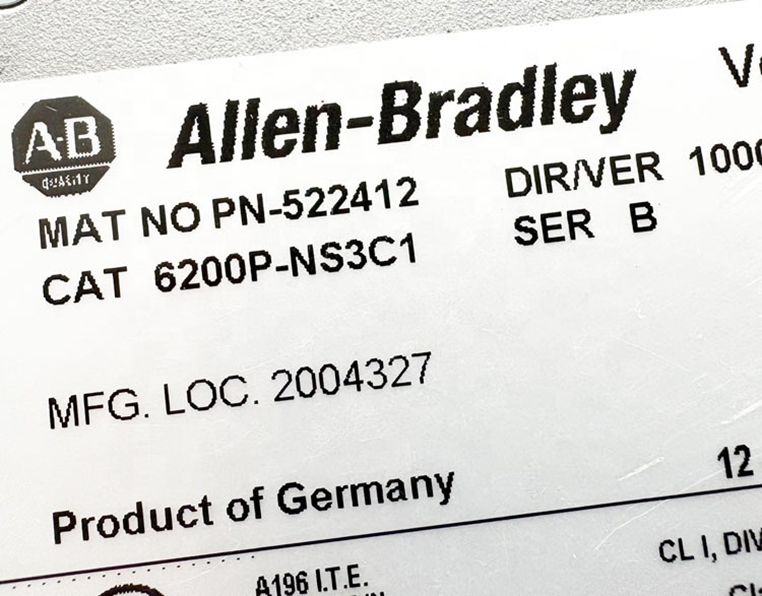 A-B
QUALITY
Allen-Bradley
MAT NO PN-522412
DIR/VER 1000
CAT 6200P-NS3C1
SER B
MFG. LOC. 2004327
Product of Germany
12
A196 I.T.E.
CL I, DIV